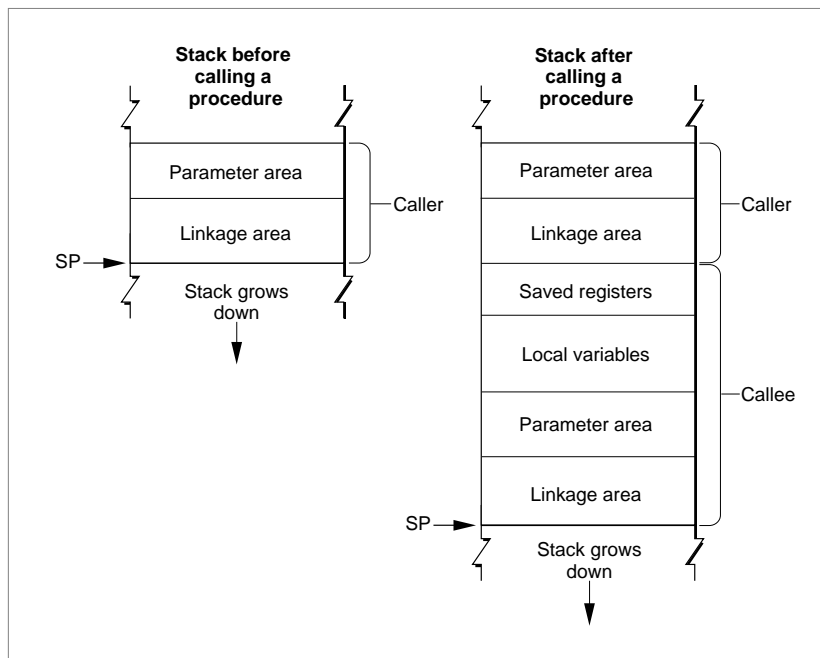 Stack before
calling a
procedure
Parameter area
Linkage area
Caller
SP
Stack grows
down
Stack after
calling a
procedure
Parameter area
Linkage area
Caller
Saved registers
Local variables
Parameter area
Linkage area
Callee
SP
Stack grows
down